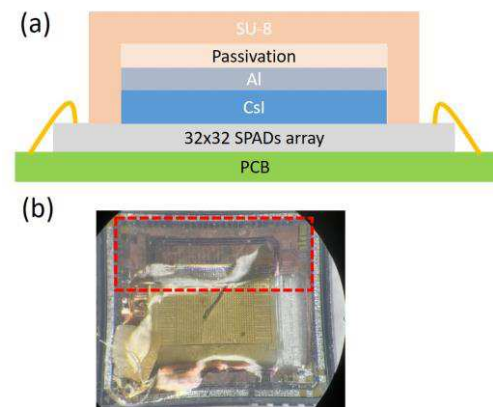 (a)
SU-8
Passivation
Al
CsI
32x32 SPADs array
PCB
(b)